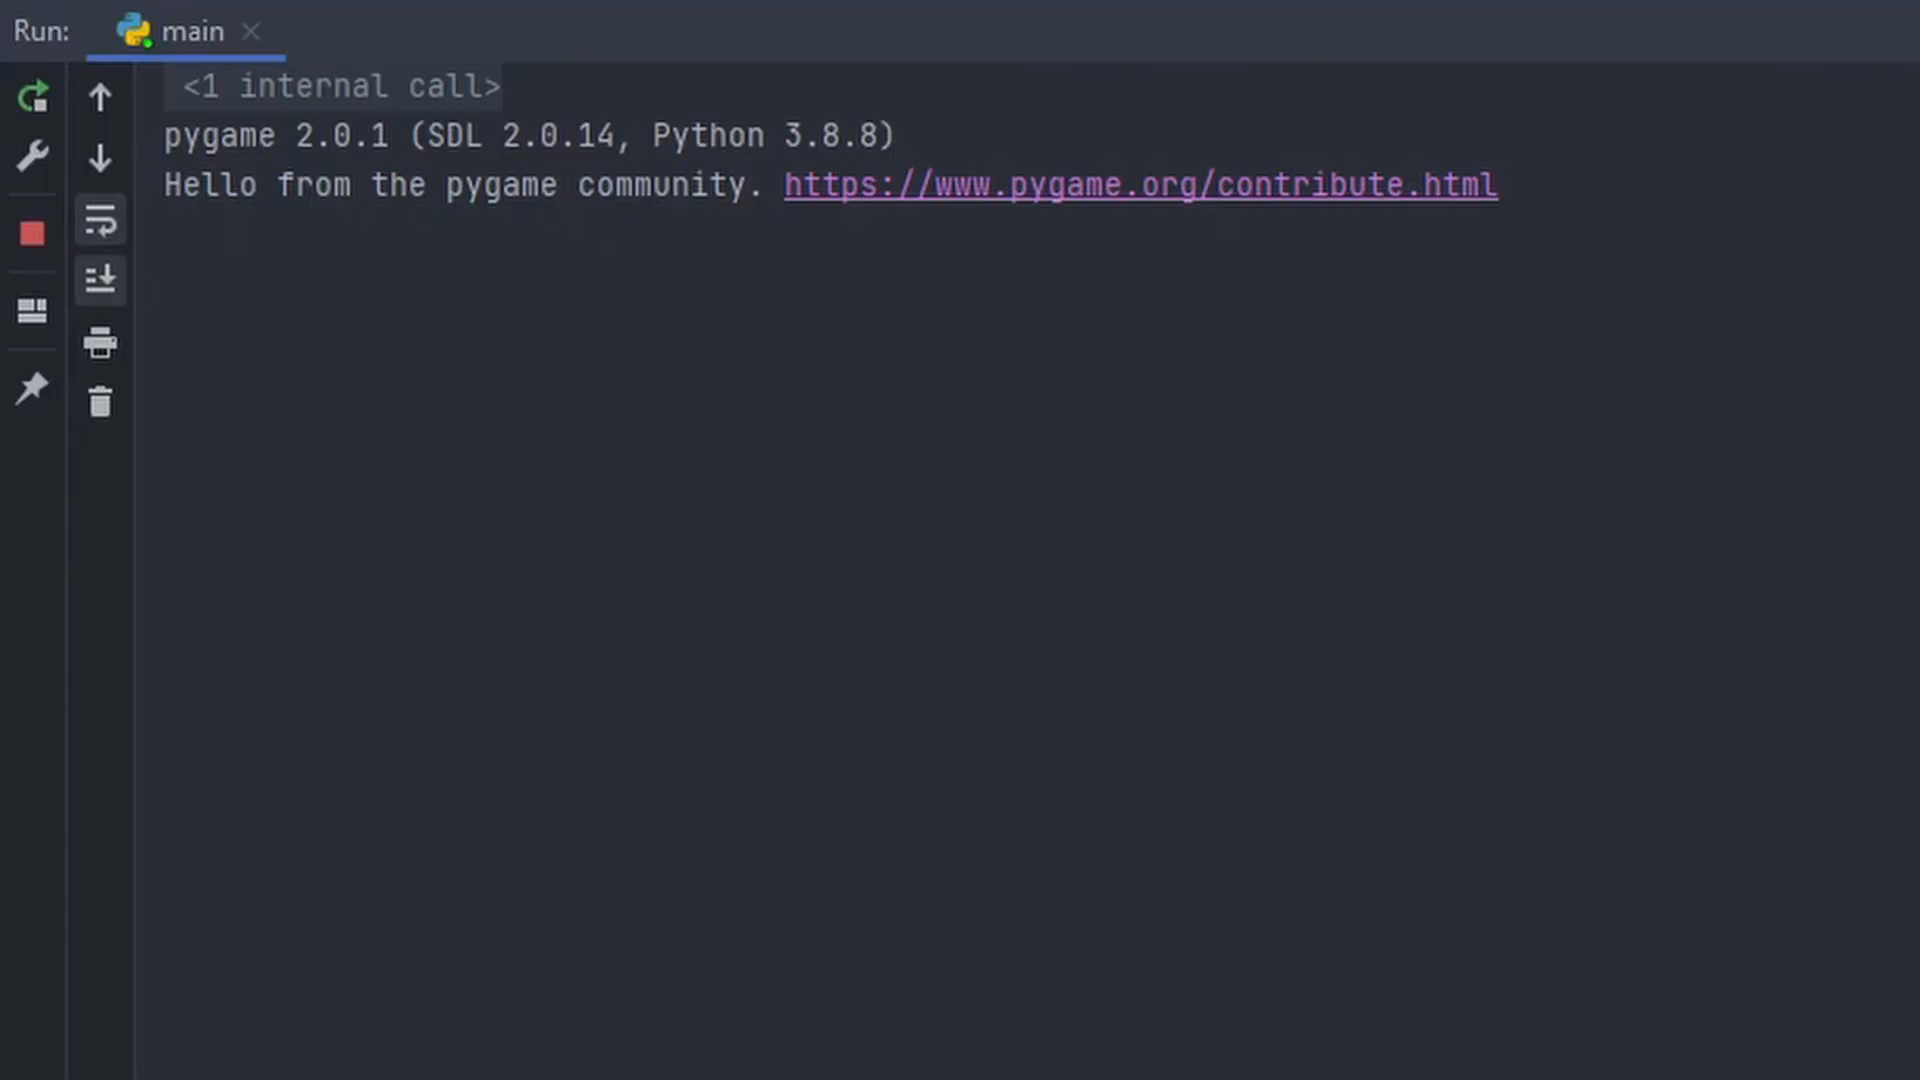 Run: main
<1 internal call>
pygame 2.0.1 (SDL 2.0.14, Python 3.8.8)
Hello from the pygame community. https://www.pygame.org/contribute.html